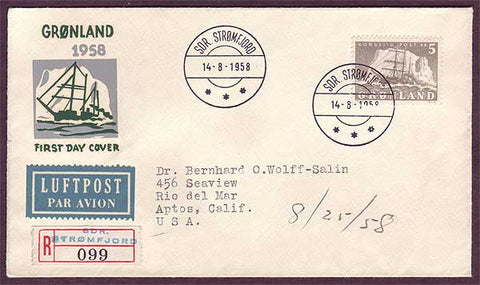 GRØNLAND
1958
FIRST DAY COVER
LUFTPOST
PAR AVION
R
SDR.
STRØMFJORD
099
SDR. STRØMFJORD
14-8-1958
SDR. STRØMFJORD
14-8-1958
KONGELIG POST
5
GRØNLAND
Dr. Bernhard C.Wolff-Salin
456 Seaview
Rio del Mar
Aptos, Calif.
U S A.
8/25/58